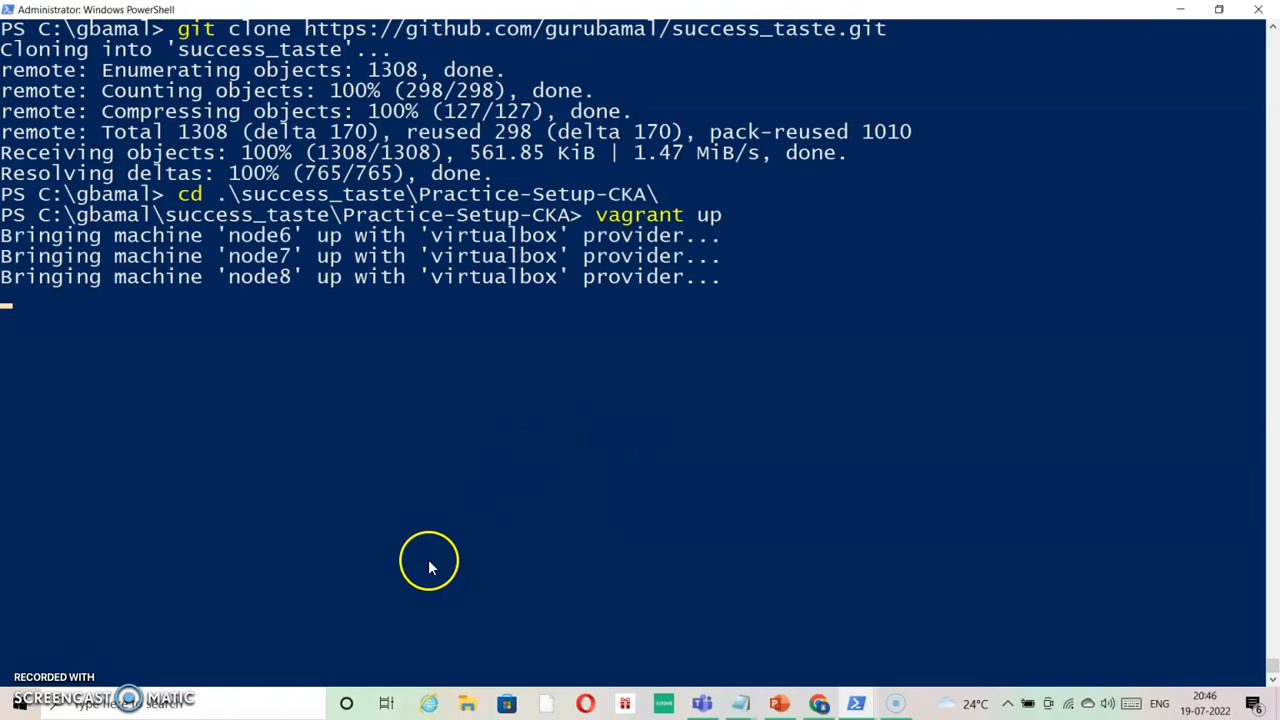 Administrator: Windows PowerShell
PS C:\gbamal> git clone https://github.com/gurubamal/success_taste.git
Cloning into 'success_taste'...
remote: Enumerating objects: 1308, done.
remote: Counting objects: 100% (298/298), done.
remote: Compressing objects: 100% (127/127), done.
remote: Total 1308 (delta 170), reused 298 (delta 170), pack-reused 1010
Receiving objects: 100% (1308/1308), 561.85 KiB | 1.47 MiB/s, done.
Resolving deltas: 100% (765/765), done.
PS C:\gbamal> cd .\success_taste\Practice-Setup-CKA\
PS C:\gbamal\success_taste\Practice-Setup-CKA> vagrant up
Bringing machine 'node6' up with 'virtualbox' provider...
Bringing machine 'node7' up with 'virtualbox' provider...
Bringing machine 'node8' up with 'virtualbox' provider...
RECORDED WITH
SCREENCAST MATIC
Type here to search
24°C
ENG
20:46
19-07-2022
6